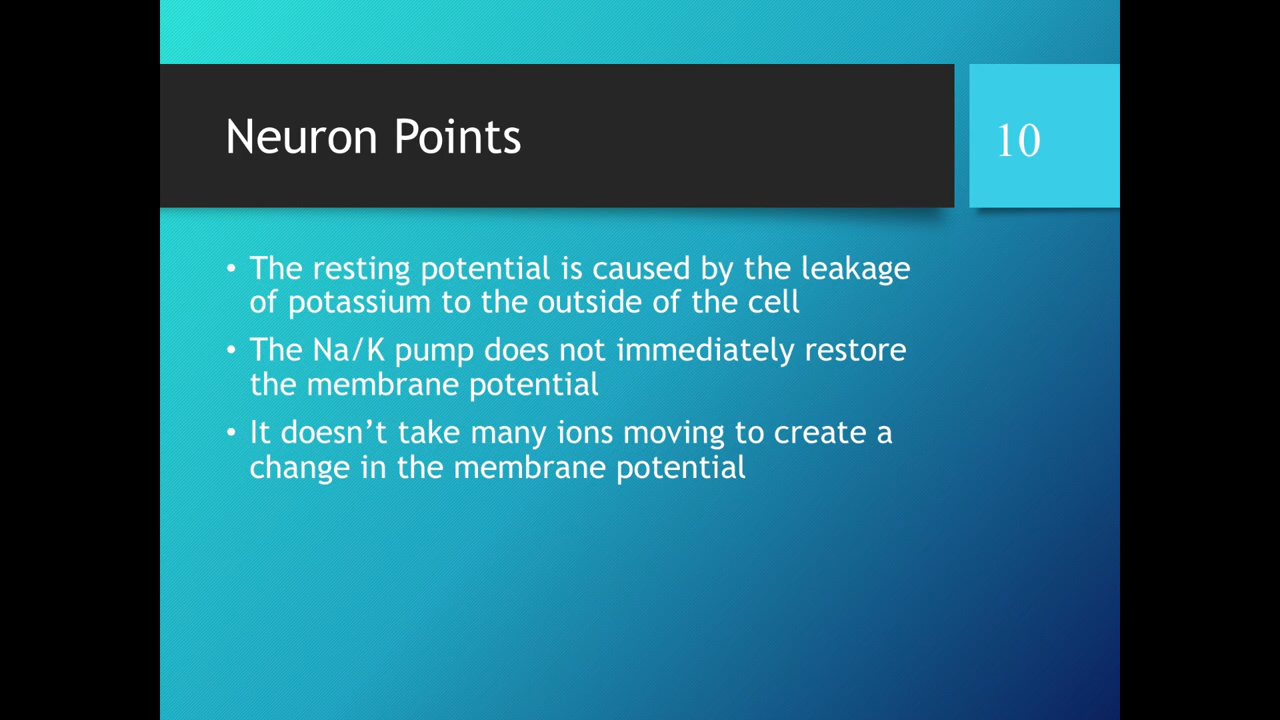 Neuron Points
10
• The resting potential is caused by the leakage
of potassium to the outside of the cell
• The Na/K pump does not immediately restore
the membrane potential
• It doesn’t take many ions moving to create a
change in the membrane potential